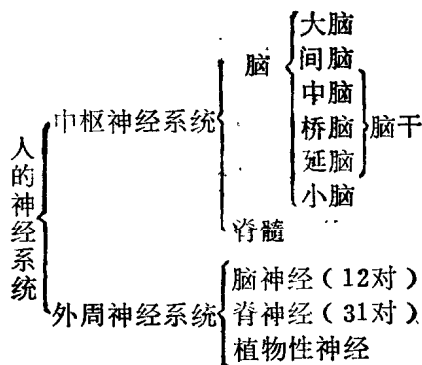 人的神经系统
中枢神经系统
脑
大脑
间脑
中脑
桥脑
延脑
小脑
脑干
脊髓
外周神经系统
脑神经（12对）
脊神经（31对）
植物性神经